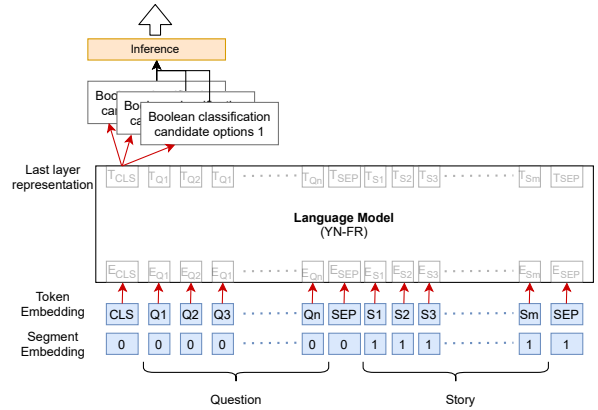 Inference
Boolean classification
candidate options 1
Last layer
representation
T_CLS T_Q1 T_Q2 T_Q1 T_Qn T_SEP T_S1 T_S2 T_S3 T_Sm T_SEP
Language Model
(YN-FR)
E_CLS E_Q1 E_Q2 E_Q1 E_Qn E_SEP E_S1 E_S2 E_S3 E_Sm E_SEP
Token
Embedding
CLS Q1 Q2 Q3 Qn SEP S1 S2 S3 Sm SEP
Segment
Embedding
0 0 0 0 0 0 1 1 1 1 1
Question Story